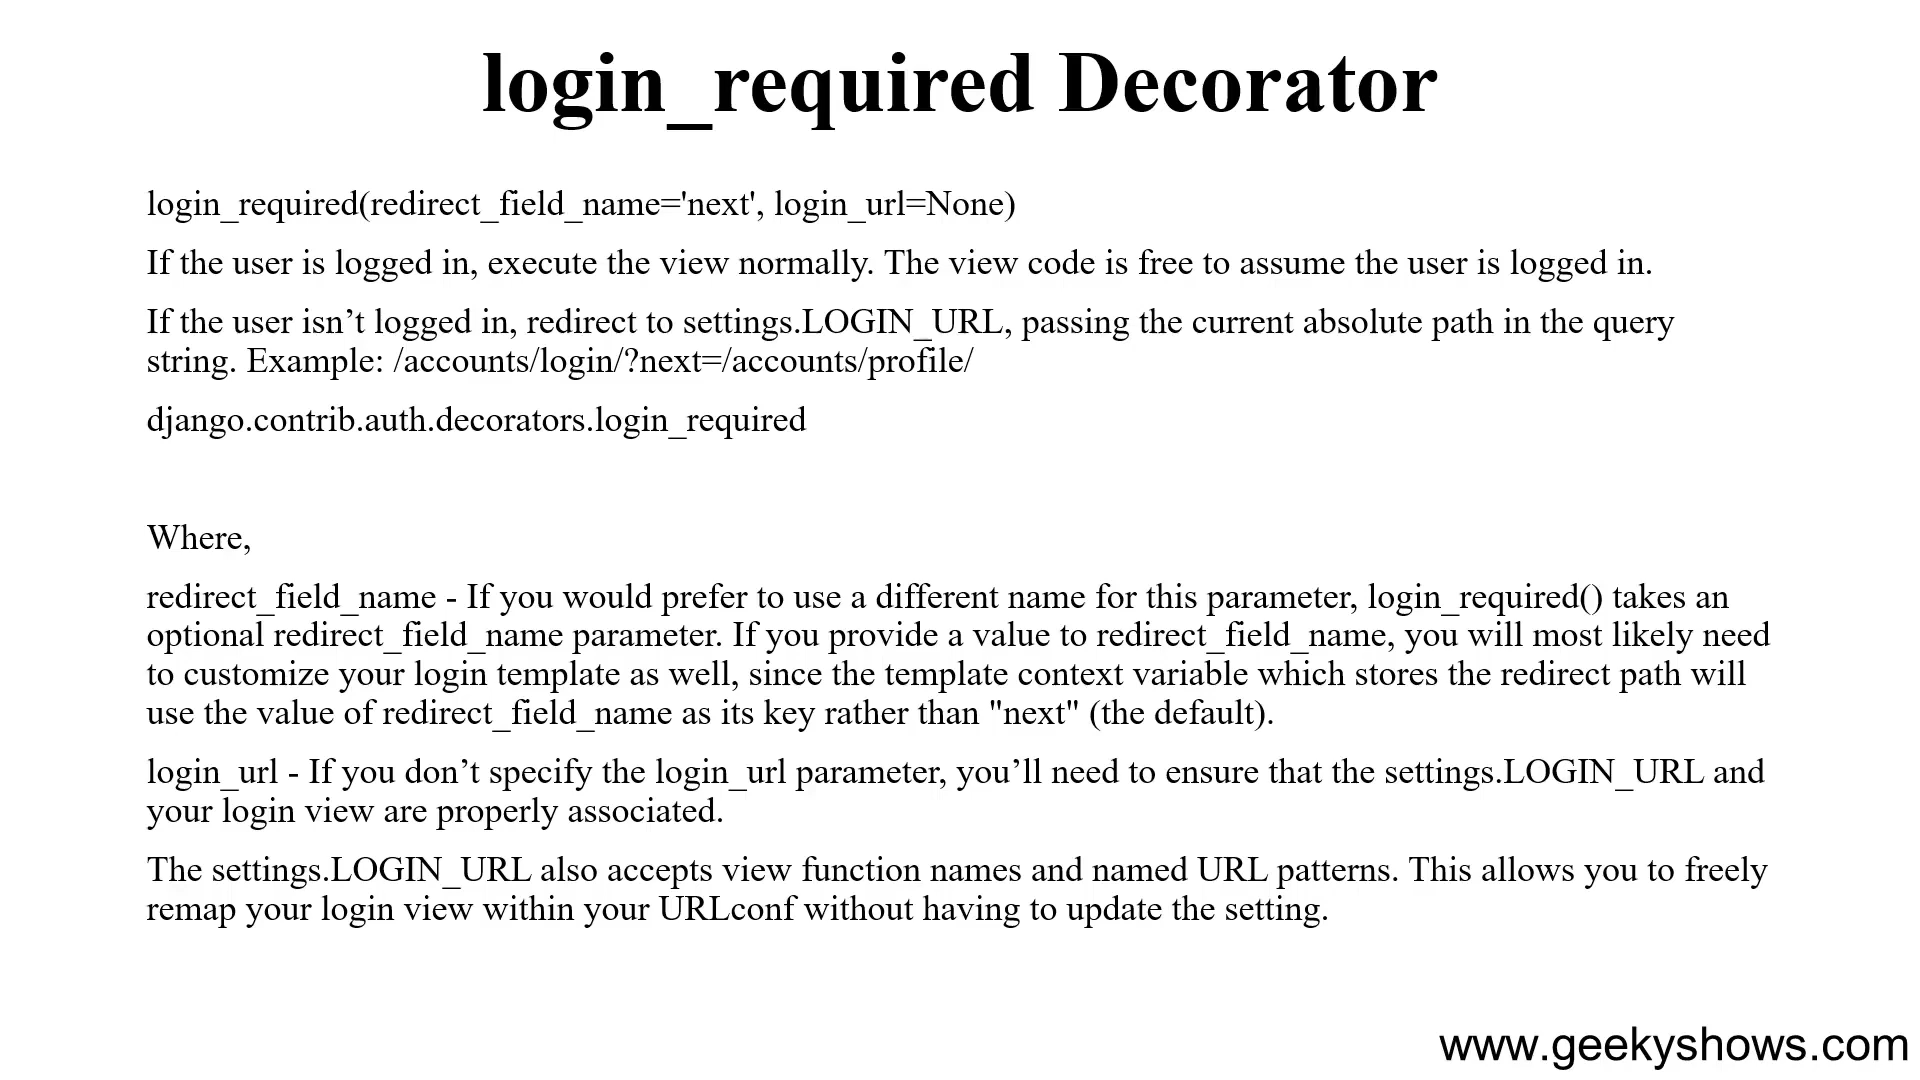 login_required Decorator
login_required(redirect_field_name='next', login_url=None)
If the user is logged in, execute the view normally. The view code is free to assume the user is logged in.
If the user isn’t logged in, redirect to settings.LOGIN_URL, passing the current absolute path in the query
string. Example: /accounts/login/?next=/accounts/profile/
django.contrib.auth.decorators.login_required
Where,
redirect_field_name - If you would prefer to use a different name for this parameter, login_required() takes an
optional redirect_field_name parameter. If you provide a value to redirect_field_name, you will most likely need
to customize your login template as well, since the template context variable which stores the redirect path will
use the value of redirect_field_name as its key rather than "next" (the default).
login_url - If you don’t specify the login_url parameter, you’ll need to ensure that the settings.LOGIN_URL and
your login view are properly associated.
The settings.LOGIN_URL also accepts view function names and named URL patterns. This allows you to freely
remap your login view within your URLconf without having to update the setting.
www.geekyshows.com